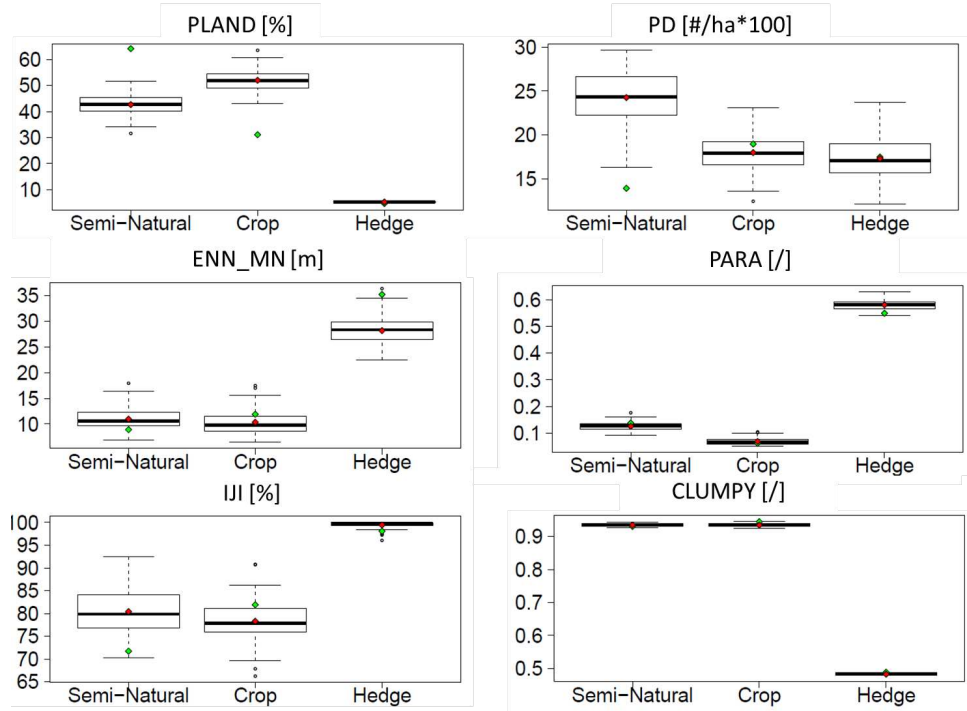 PLAND [%]
60
50
40
30
20
10
Semi−Natural Crop Hedge
PD [#/ha*100]
30
25
20
15
Semi−Natural Crop Hedge
ENN_MN [m]
35
30
25
20
15
10
Semi−Natural Crop Hedge
PARA [/]
0.6
0.5
0.4
0.3
0.2
0.1
Semi−Natural Crop Hedge
IJI [%]
100
95
90
85
80
75
70
65
Semi−Natural Crop Hedge
CLUMPY [/]
0.9
0.8
0.7
0.6
0.5
Semi−Natural Crop Hedge